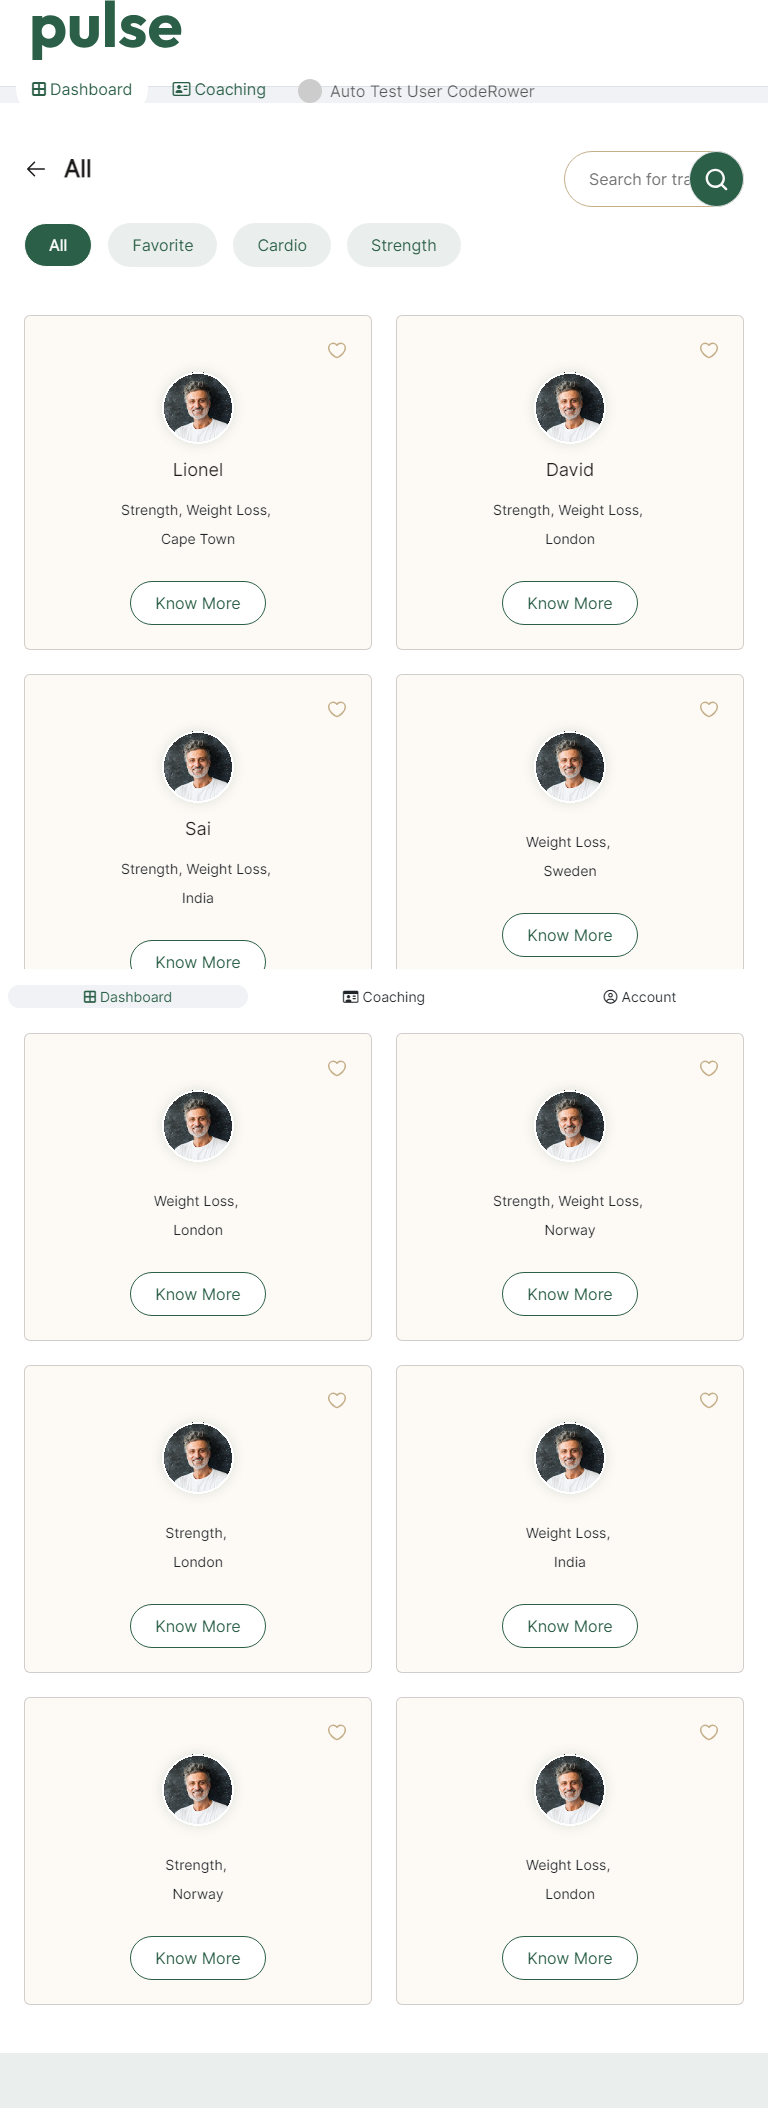 pulse
Dashboard
Coaching
Auto Test User CodeRower
All
Search for tra
All
Favorite
Cardio
Strength
Lionel
Strength, Weight Loss,
Cape Town
Know More
David
Strength, Weight Loss,
London
Know More
Sai
Strength, Weight Loss,
India
Know More
Weight Loss,
Sweden
Know More
Dashboard
Coaching
Account
Weight Loss,
London
Know More
Strength, Weight Loss,
Norway
Know More
Strength,
London
Know More
Weight Loss,
India
Know More
Strength,
Norway
Know More
Weight Loss,
London
Know More